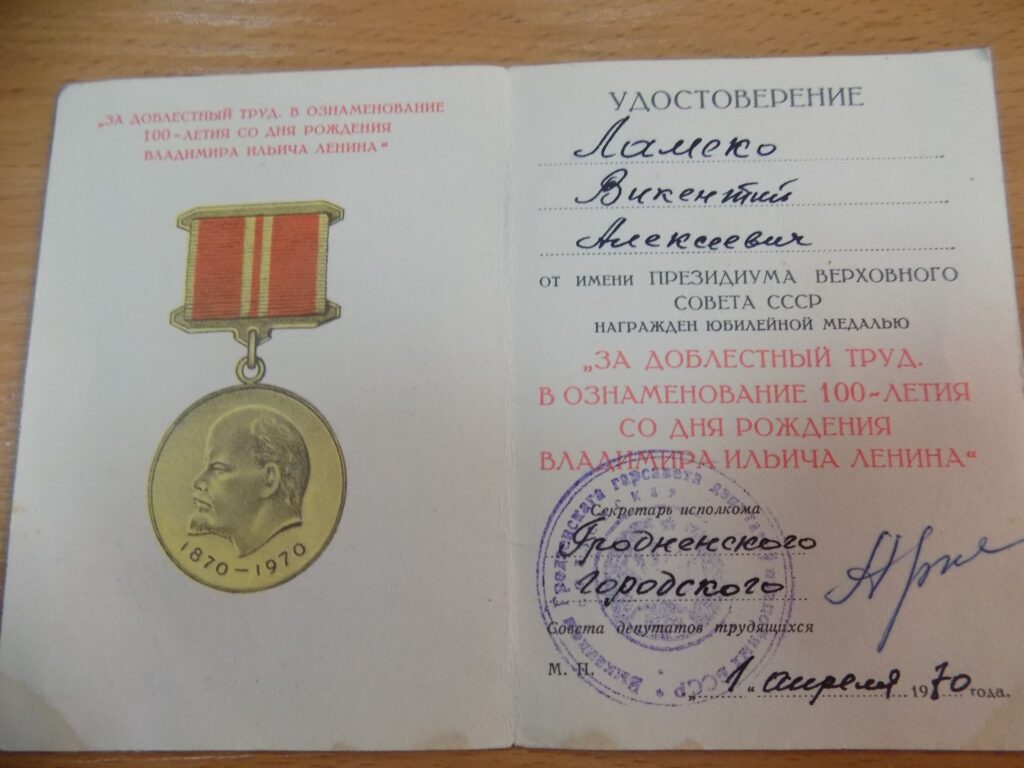 „ЗА ДОБЛЕСТНЫЙ ТРУД. В ОЗНАМЕНОВАНИЕ
100-ЛЕТИЯ СО ДНЯ РОЖДЕНИЯ
ВЛАДИМИРА ИЛЬИЧА ЛЕНИНА“
1870-1970
УДОСТОВЕРЕНИЕ
Ламеко
Викентий
Алексеевич
ОТ ИМЕНИ ПРЕЗИДИУМА ВЕРХОВНОГО
СОВЕТА СССР
НАГРАЖДЕН ЮБИЛЕЙНОЙ МЕДАЛЬЮ
„ЗА ДОБЛЕСТНЫЙ ТРУД.
В ОЗНАМЕНОВАНИЕ 100-ЛЕТИЯ
СО ДНЯ РОЖДЕНИЯ
ВЛАДИМИРА ИЛЬИЧА ЛЕНИНА“
Секретарь исполкома
Гродненского
городского
Совета депутатов трудящихся
М. П.
„1“ апреля 1970 года.